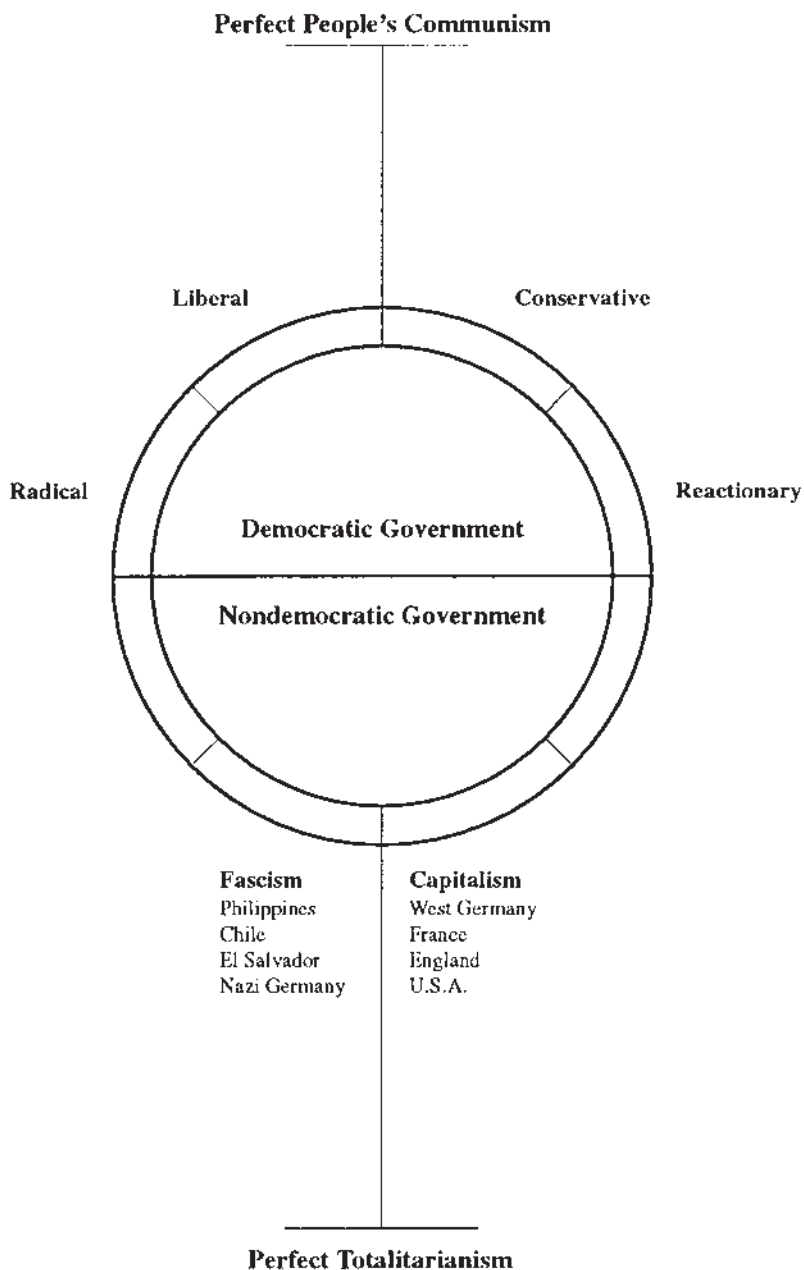 Perfect People's Communism
Liberal
Conservative
Radical
Reactionary
Democratic Government
Nondemocratic Government
Fascism
Philippines
Chile
El Salvador
Nazi Germany
Capitalism
West Germany
France
England
U.S.A.
Perfect Totalitarianism